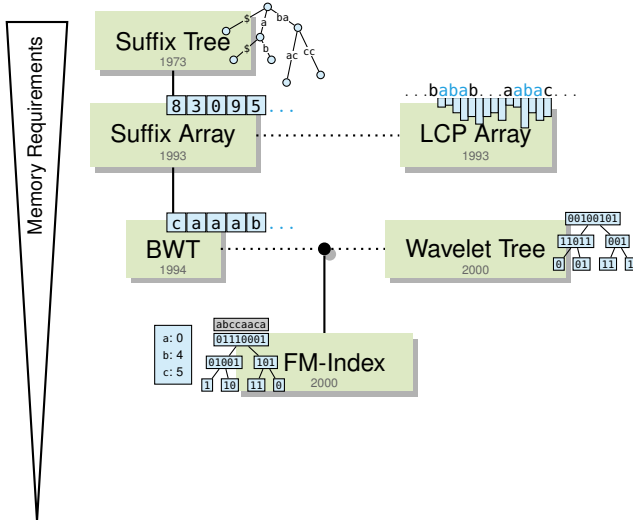 Memory Requirements
Suffix Tree
1973
$
a
ba
$
b
ac
cc
8 3 0 9 5 ...
Suffix Array
1993
...babab...aabac...
LCP Array
1993
c a a a b ...
BWT
1994
Wavelet Tree
2000
00100101
11011 001
0 01 11 1
abccaaca
01110001
01001 101
1 10 11 0
a: 0
b: 4
c: 5
FM-Index
2000